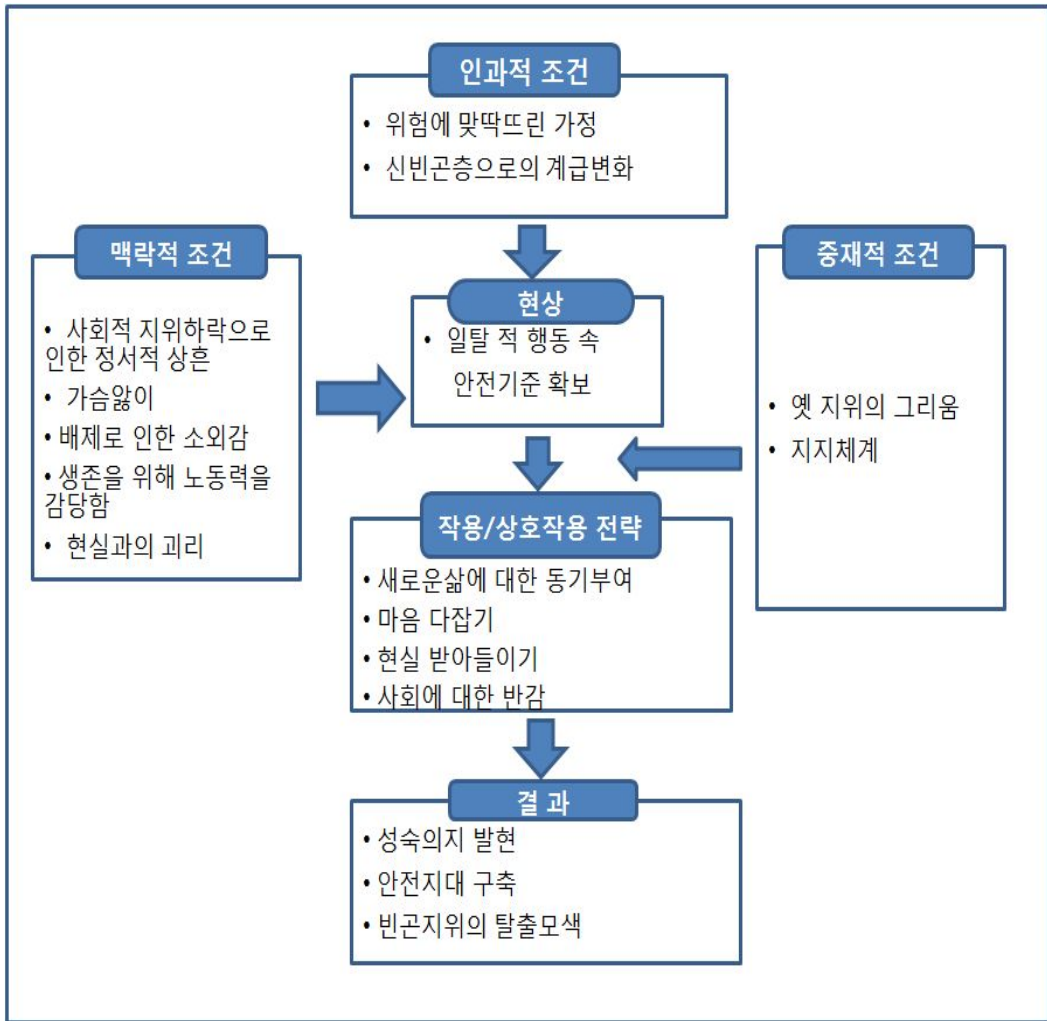 인과적 조건
• 위험에 맞딱뜨린 가정
• 신빈곤층으로의 계급변화
맥락적 조건
• 사회적 지위하락으로
인한 정서적 상흔
• 가슴앓이
• 배제로 인한 소외감
• 생존을 위해 노동력을
감당함
• 현실과의 괴리
현상
• 일탈 적 행동 속
안전기준 확보
중재적 조건
• 옛 지위의 그리움
• 지지체계
작용/상호작용 전략
• 새로운삶에 대한 동기부여
• 마음 다잡기
• 현실 받아들이기
• 사회에 대한 반감
결 과
• 성숙의지 발현
• 안전지대 구축
• 빈곤지위의 탈출모색